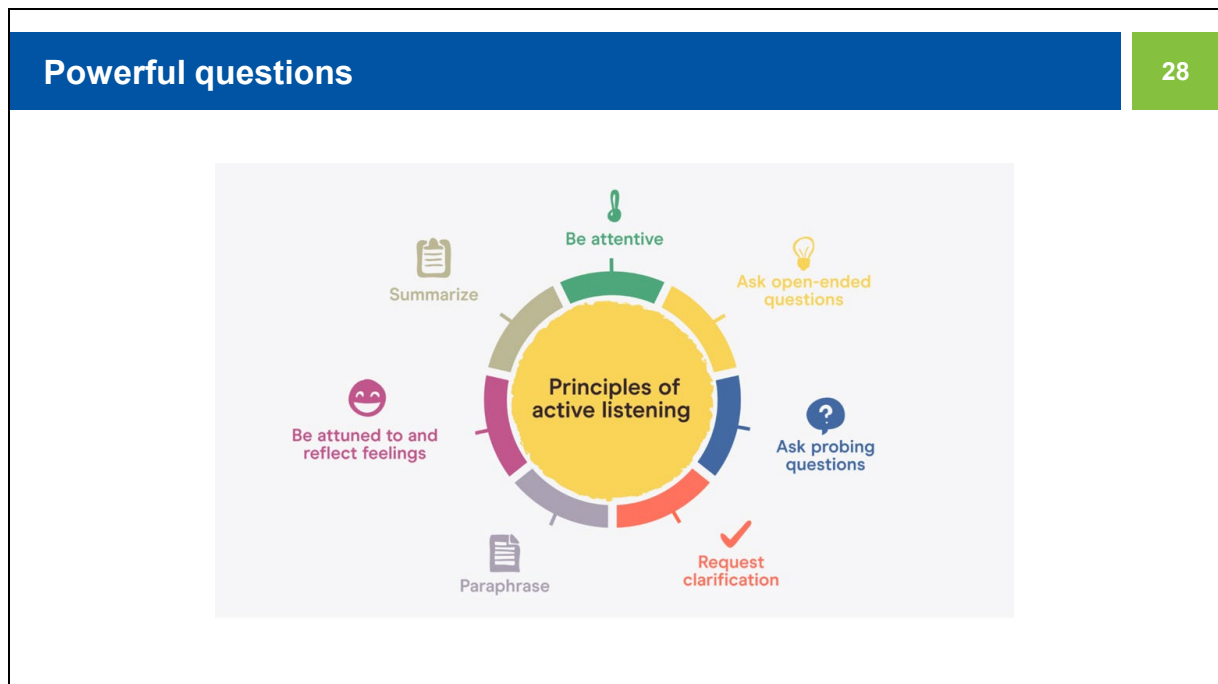 Powerful questions
28
Be attentive
Ask open-ended
questions
Ask probing
questions
Request
clarification
Paraphrase
Be attuned to and
reflect feelings
Summarize
Principles of
active listening